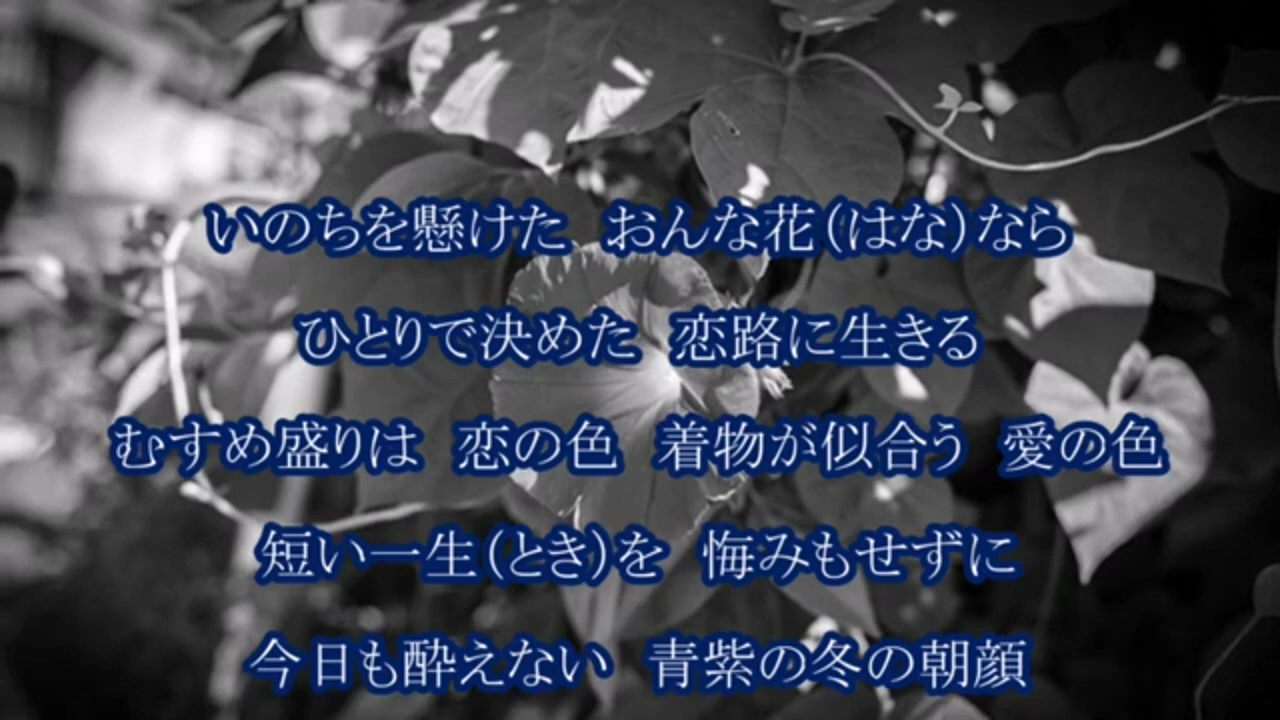 いのちを懸けた　おんな花（はな）なら
ひとりで決めた　恋路に生きる
むすめ盛りは　恋の色　着物が似合う　愛の色
短い一生（とき）を　悔みもせずに
今日も酔えない　青紫の冬の朝顔